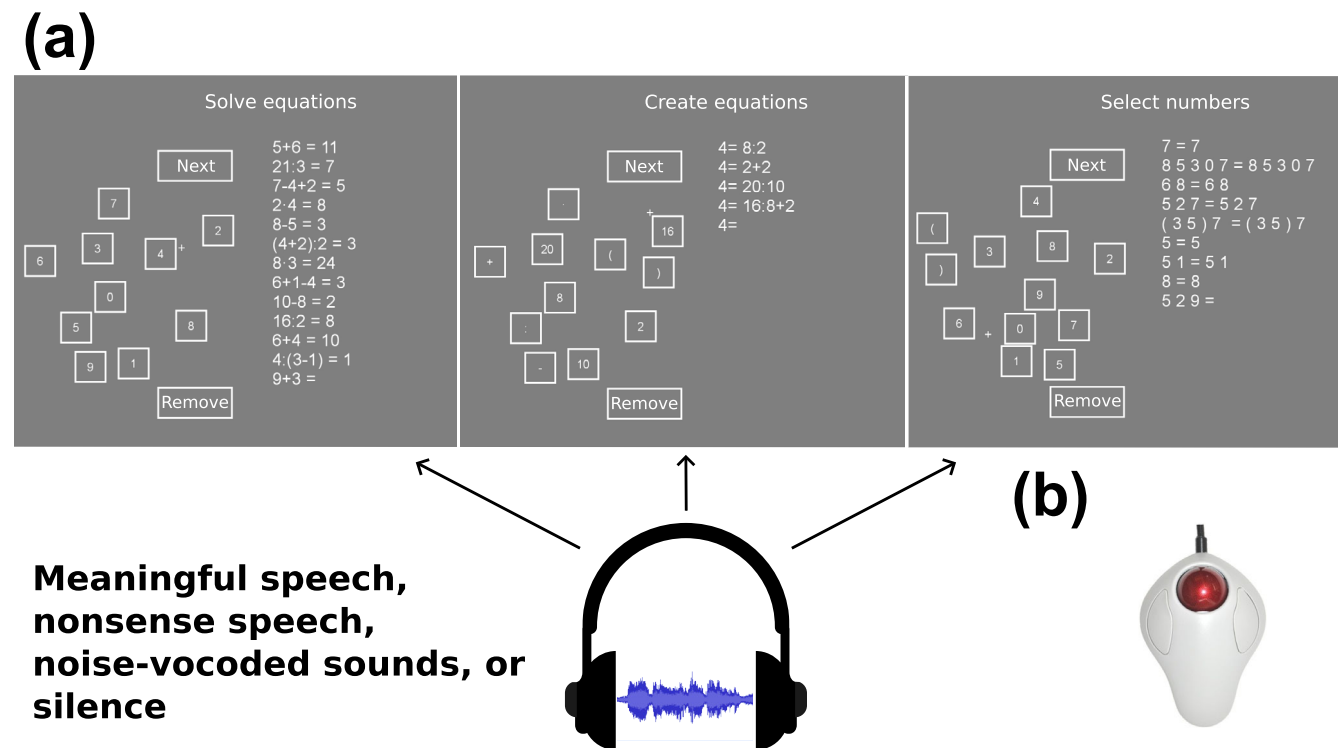 (a)
Solve equations
Next
5+6 = 11
21:3 = 7
7-4+2 = 5
2·4 = 8
8-5 = 3
(4+2):2 = 3
8·3 = 24
6+1-4 = 3
10-8 = 2
16:2 = 8
6+4 = 10
4:(3-1) = 1
9+3 =
7
2
3
4
+
6
0
5
8
9
1
Remove
Create equations
Next
4= 8:2
4= 2+2
4= 20:10
4= 16:8+2
4=
·
+
16
20
(
+
)
8
:
2
-
10
Remove
Select numbers
Next
7 = 7
8 5 3 0 7 = 8 5 3 0 7
6 8 = 6 8
5 2 7 = 5 2 7
( 3 5 ) 7 = ( 3 5 ) 7
5 = 5
5 1 = 5 1
8 = 8
5 2 9 =
4
(
3
8
2
)
9
6
+
0
7
1
5
Remove
(b)
Meaningful speech,
nonsense speech,
noise-vocoded sounds, or
silence